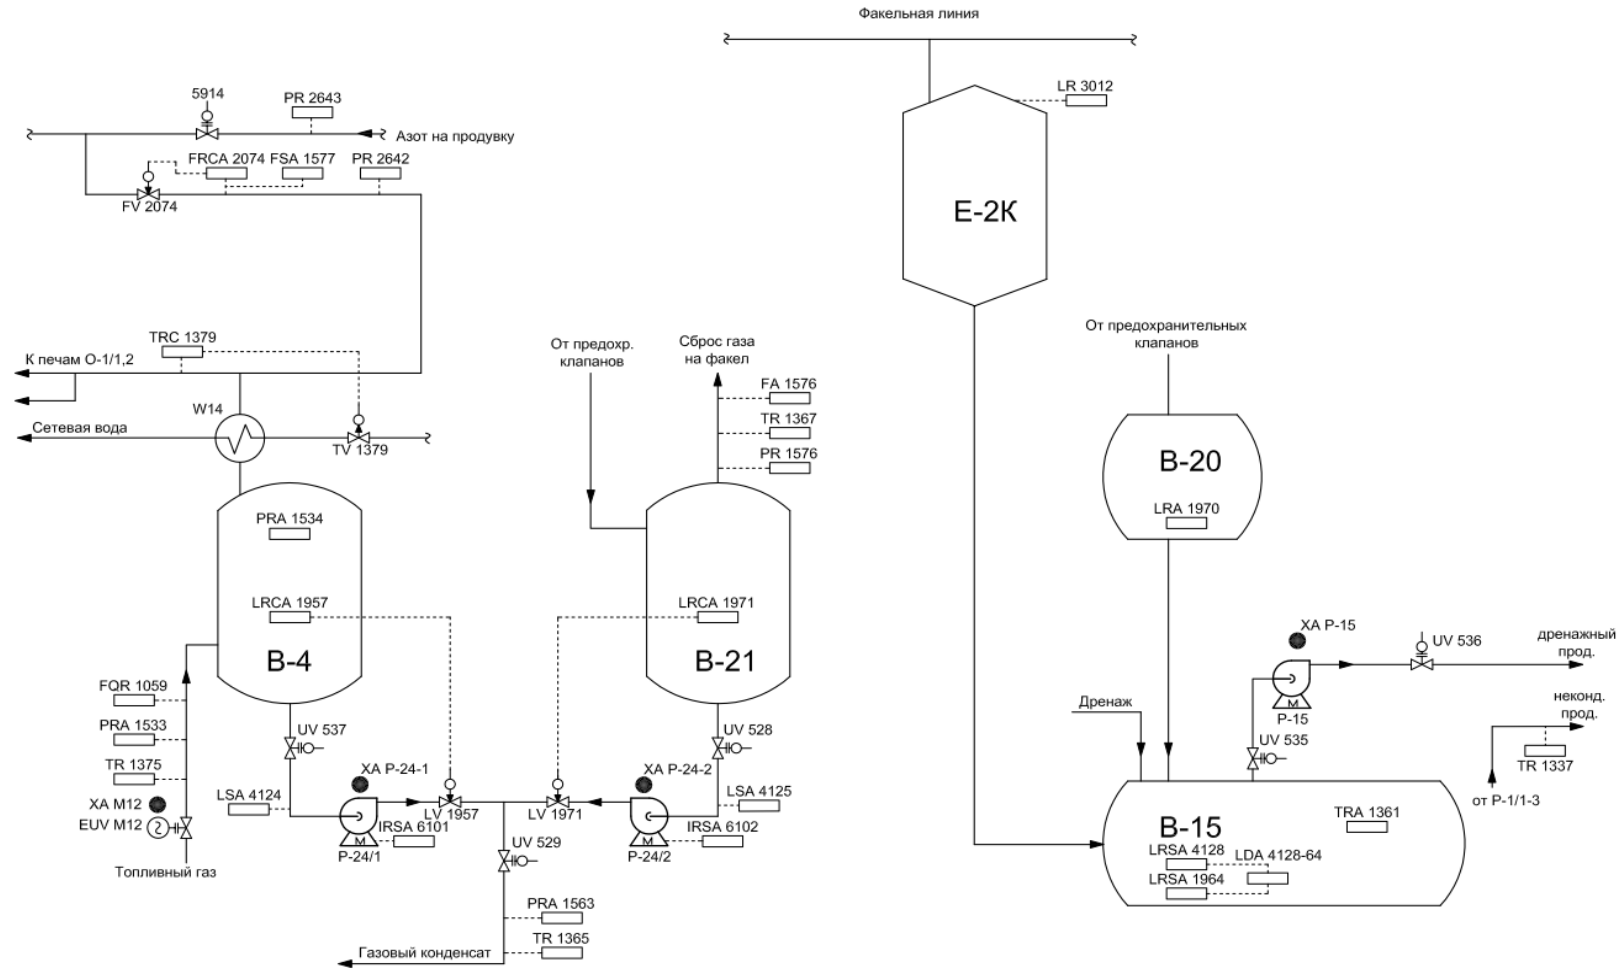 Факельная линия
5914
PR 2643
LR 3012
Азот на продувку
FRCA 2074
FSA 1577
PR 2642
FV 2074
E-2К
TRC 1379
К печам О-1/1,2
От предохр.
клапанов
Сброс газа
на факел
От предохранительных
клапанов
FA 1576
W14
Сетевая вода
TV 1379
TR 1367
PR 1576
B-20
LRA 1970
PRA 1534
LRCA 1957
LRCA 1971
B-4
B-21
XA P-15
UV 536
дренажный
прод.
FQR 1059
PRA 1533
TR 1375
XA M12
EUV M12
Топливный газ
UV 537
UV 528
Дренаж
P-15
UV 535
неконд.
прод.
TR 1337
от P-1/1-3
XA P-24-1
XA P-24-2
LSA 4124
LSA 4125
LV 1957
LV 1971
M
M
M
IRSA 6101
IRSA 6102
P-24/1
P-24/2
UV 529
B-15
TRA 1361
LRSA 4128
LDA 4128-64
LRSA 1964
PRA 1563
TR 1365
Газовый конденсат